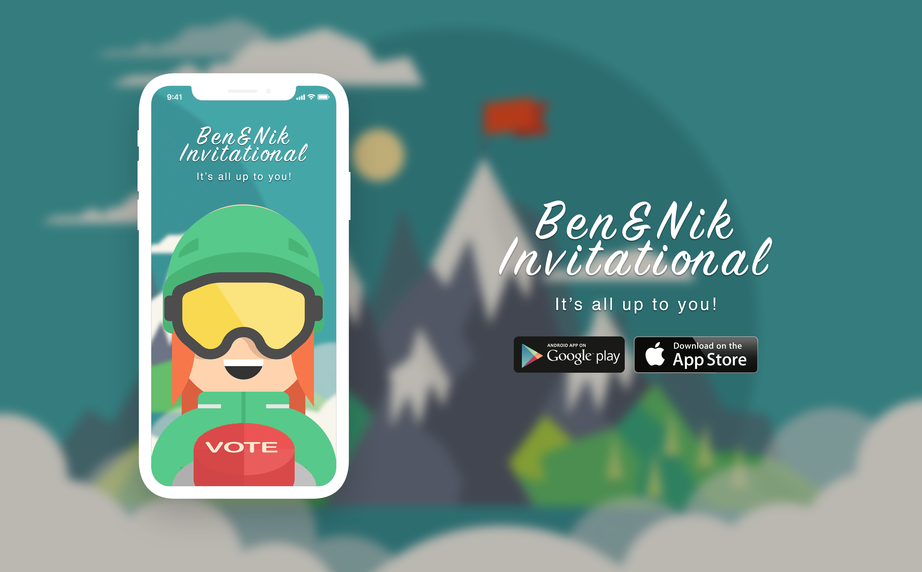 9:41
Ben&Nik
Invitational
It's all up to you!
VOTE
Ben&Nik
Invitational
It's all up to you!
ANDROID APP ON
Google play
Download on the
App Store